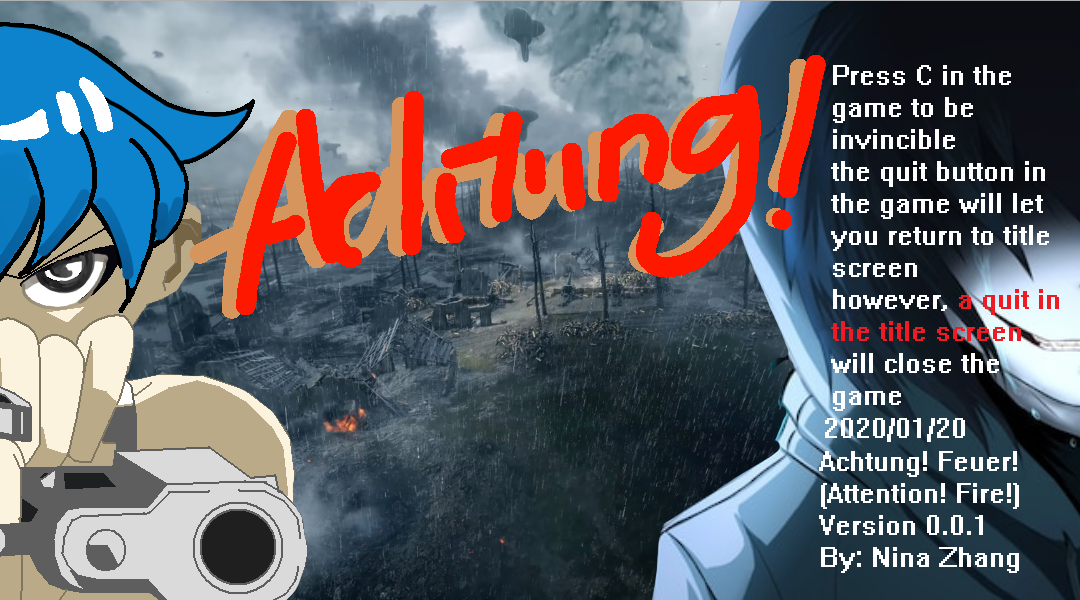 Achtung!
Press C in the
game to be
invincible
the quit button in
the game will let
you return to title
screen
however, a quit in
the title screen
will close the
game
2020/01/20
Achtung! Feuer!
(Attention! Fire!)
Version 0.0.1
By: Nina Zhang